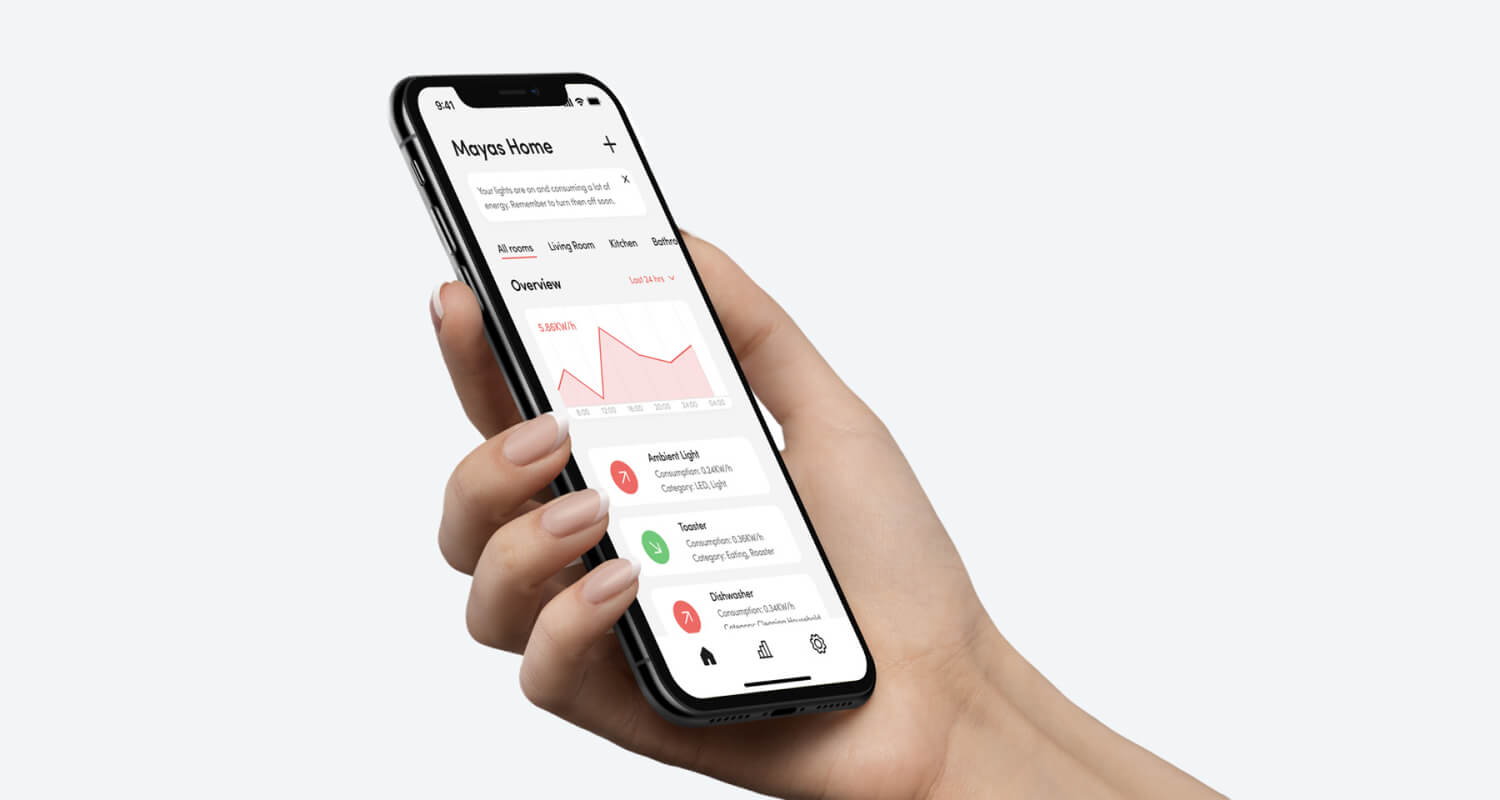 9:41
Mayas Home
Your lights are on and consuming a lot of
energy. Remember to turn then off soon.
All rooms Living Room Kitchen Bathro
Overview Last 24 hrs
5.86KW/h
8:00 12:00 16:00 20:00 24:00 04:00
Ambient Light
Consumption: 0.24KW/h
Category: LED, Light
Toaster
Consumption: 0.36KW/h
Category: Eating, Roaster
Dishwasher
Consumption: 0.34KW/h
Category: Cleaning Household